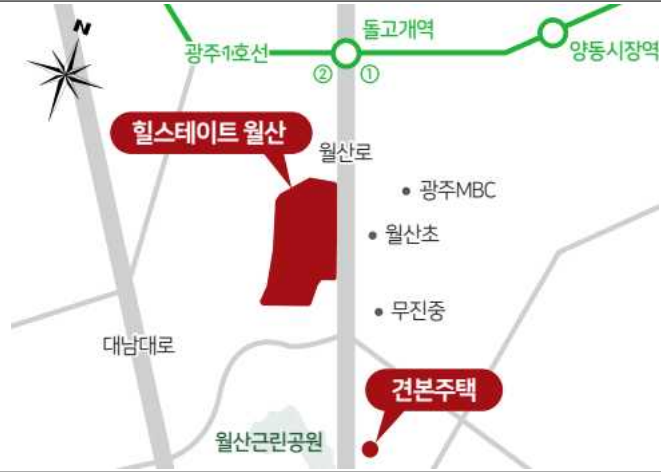 N
돌고개역
광주1호선
양동시장역
② ①
힐스테이트 월산
월산로
광주MBC
월산초
무진중
대남대로
견본주택
월산근린공원